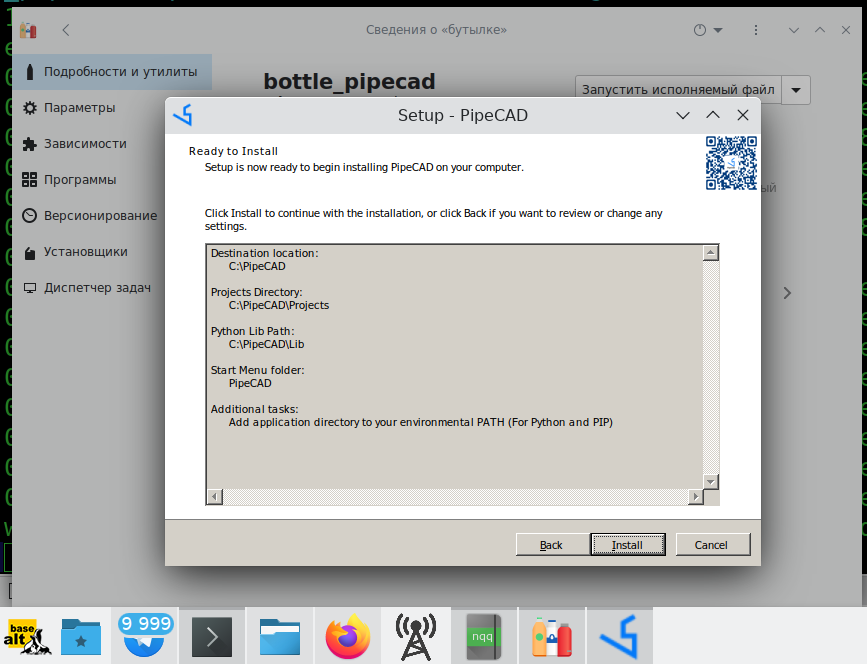 Сведения о «бутылке»
Подробности и утилиты
Параметры
Зависимости
Программы
Версионирование
Установщики
Диспетчер задач
bottle_pipecad
Запустить исполняемый файл
Setup - PipeCAD
Ready to Install
Setup is now ready to begin installing PipeCAD on your computer.
Click Install to continue with the installation, or click Back if you want to review or change any
settings.
Destination location:
C:\PipeCAD
Projects Directory:
C:\PipeCAD\Projects
Python Lib Path:
C:\PipeCAD\Lib
Start Menu folder:
PipeCAD
Additional tasks:
Add application directory to your environmental PATH (For Python and PIP)
Back
Install
Cancel
base
alt
9 999
nqq